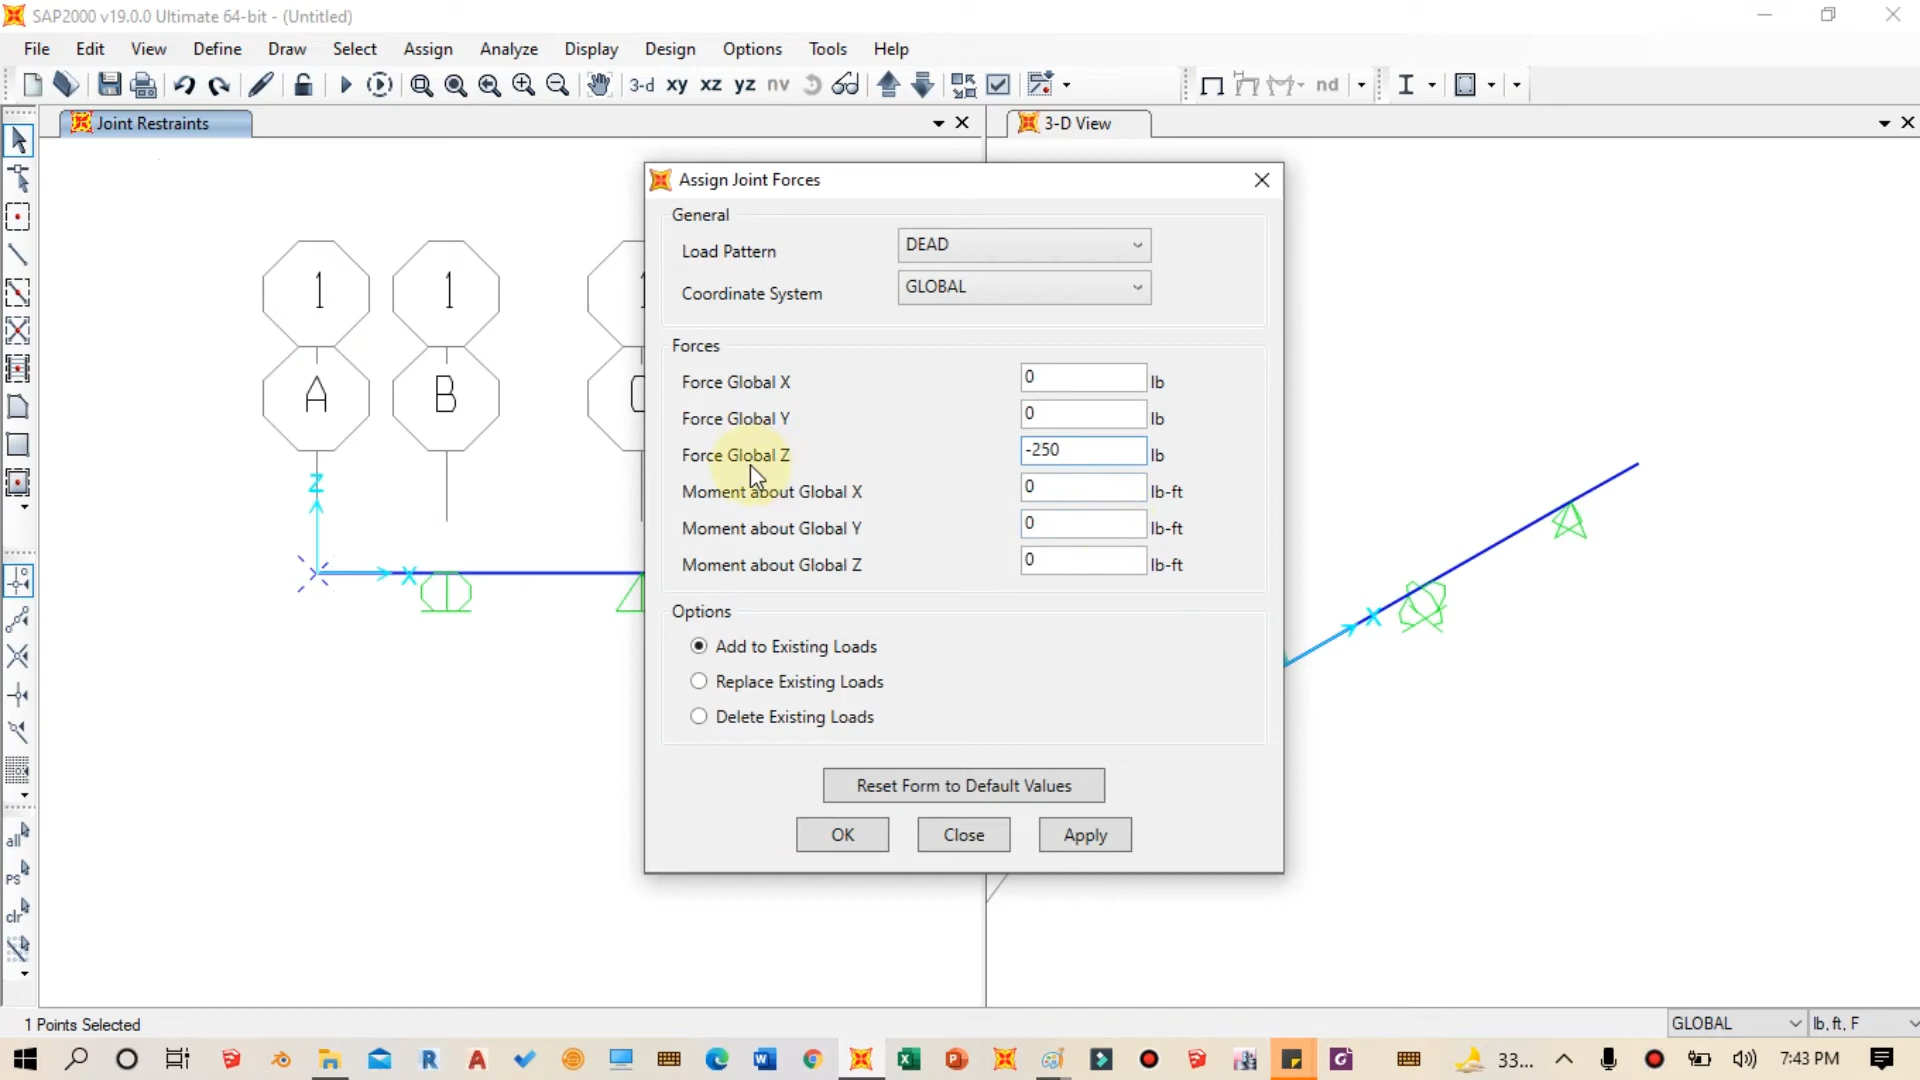 SAP2000 v19.0.0 Ultimate 64-bit - (Untitled)
File Edit View Define Draw Select Assign Analyze Display Design Options Tools Help
3-d xy xz yz nv nd
Joint Restraints
3-D View
Assign Joint Forces
General
Load Pattern DEAD
Coordinate System GLOBAL
1 1
A B
Z
X
X
Forces
Force Global X 0 lb
Force Global Y 0 lb
Force Global Z -250 lb
Moment about Global X 0 lb-ft
Moment about Global Y 0 lb-ft
Moment about Global Z 0 lb-ft
Options
Add to Existing Loads
Replace Existing Loads
Delete Existing Loads
Reset Form to Default Values
OK Close Apply
all
PS
clr
1 Points Selected
GLOBAL lb, ft, F
33... 7:43 PM